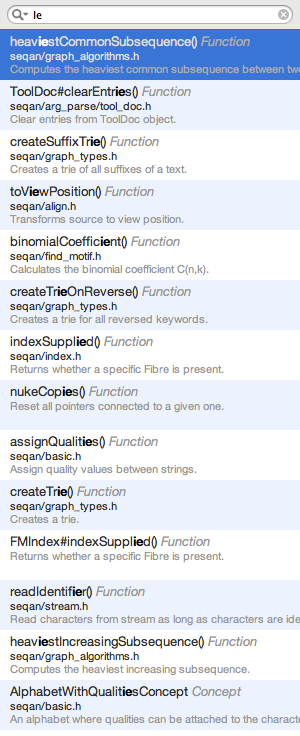 le
heaviestCommonSubsequence() Function
seqan/graph_algorithms.h
Computes the heaviest common subsequence between two
ToolDoc#clearEntries() Function
seqan/arg_parse/tool_doc.h
Clear entries from ToolDoc object.
createSuffixTrie() Function
seqan/graph_types.h
Creates a trie of all suffixes of a text.
toViewPosition() Function
seqan/align.h
Transforms source to view position.
binomialCoefficient() Function
seqan/find_motif.h
Calculates the binomial coefficient C(n,k).
createTrieOnReverse() Function
seqan/graph_types.h
Creates a trie for all reversed keywords.
indexSupplied() Function
seqan/index.h
Returns whether a specific Fibre is present.
nukeCopies() Function
Reset all pointers connected to a given one.
assignQualities() Function
seqan/basic.h
Assign quality values between strings.
createTrie() Function
seqan/graph_types.h
Creates a trie.
FMIndex#indexSupplied() Function
Returns whether a specific Fibre is present.
readIdentifier() Function
seqan/stream.h
Read characters from stream as long as characters are ide
heaviestIncreasingSubsequence() Function
seqan/graph_algorithms.h
Computes the heaviest increasing subsequence.
AlphabetWithQualitiesConcept Concept
seqan/basic.h
An alphabet where qualities can be attached to the characte